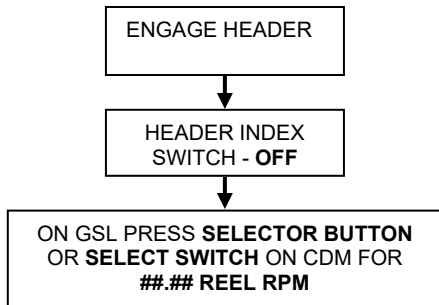 ENGAGE HEADER
HEADER INDEX
SWITCH - OFF
ON GSL PRESS SELECTOR BUTTON
OR SELECT SWITCH ON CDM FOR
##.## REEL RPM